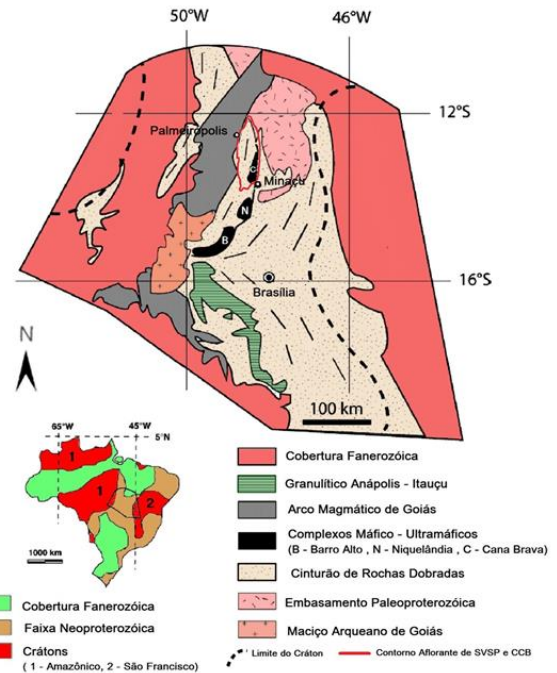 50°W
46°W
12°S
Palmeirópolis
C
Minaçu
N
B
16°S
Brasília
N
100 km
65°W
45°W
5°N
1
1
2
1000 km
Cobertura Fanerozóica
Faixa Neoproterozóica
Crátons
( 1 - Amazônico, 2 - São Francisco)
Cobertura Fanerozóica
Granulítico Anápolis - Itauçu
Arco Magmático de Goiás
Complexos Máfico - Ultramáficos
(B - Barro Alto , N - Niquelândia , C - Cana Brava)
Cinturão de Rochas Dobradas
Embasamento Paleoproterozóica
Maciço Arqueano de Goiás
Limite do Cráton
Contorno Aflorante de SVSP e CCB